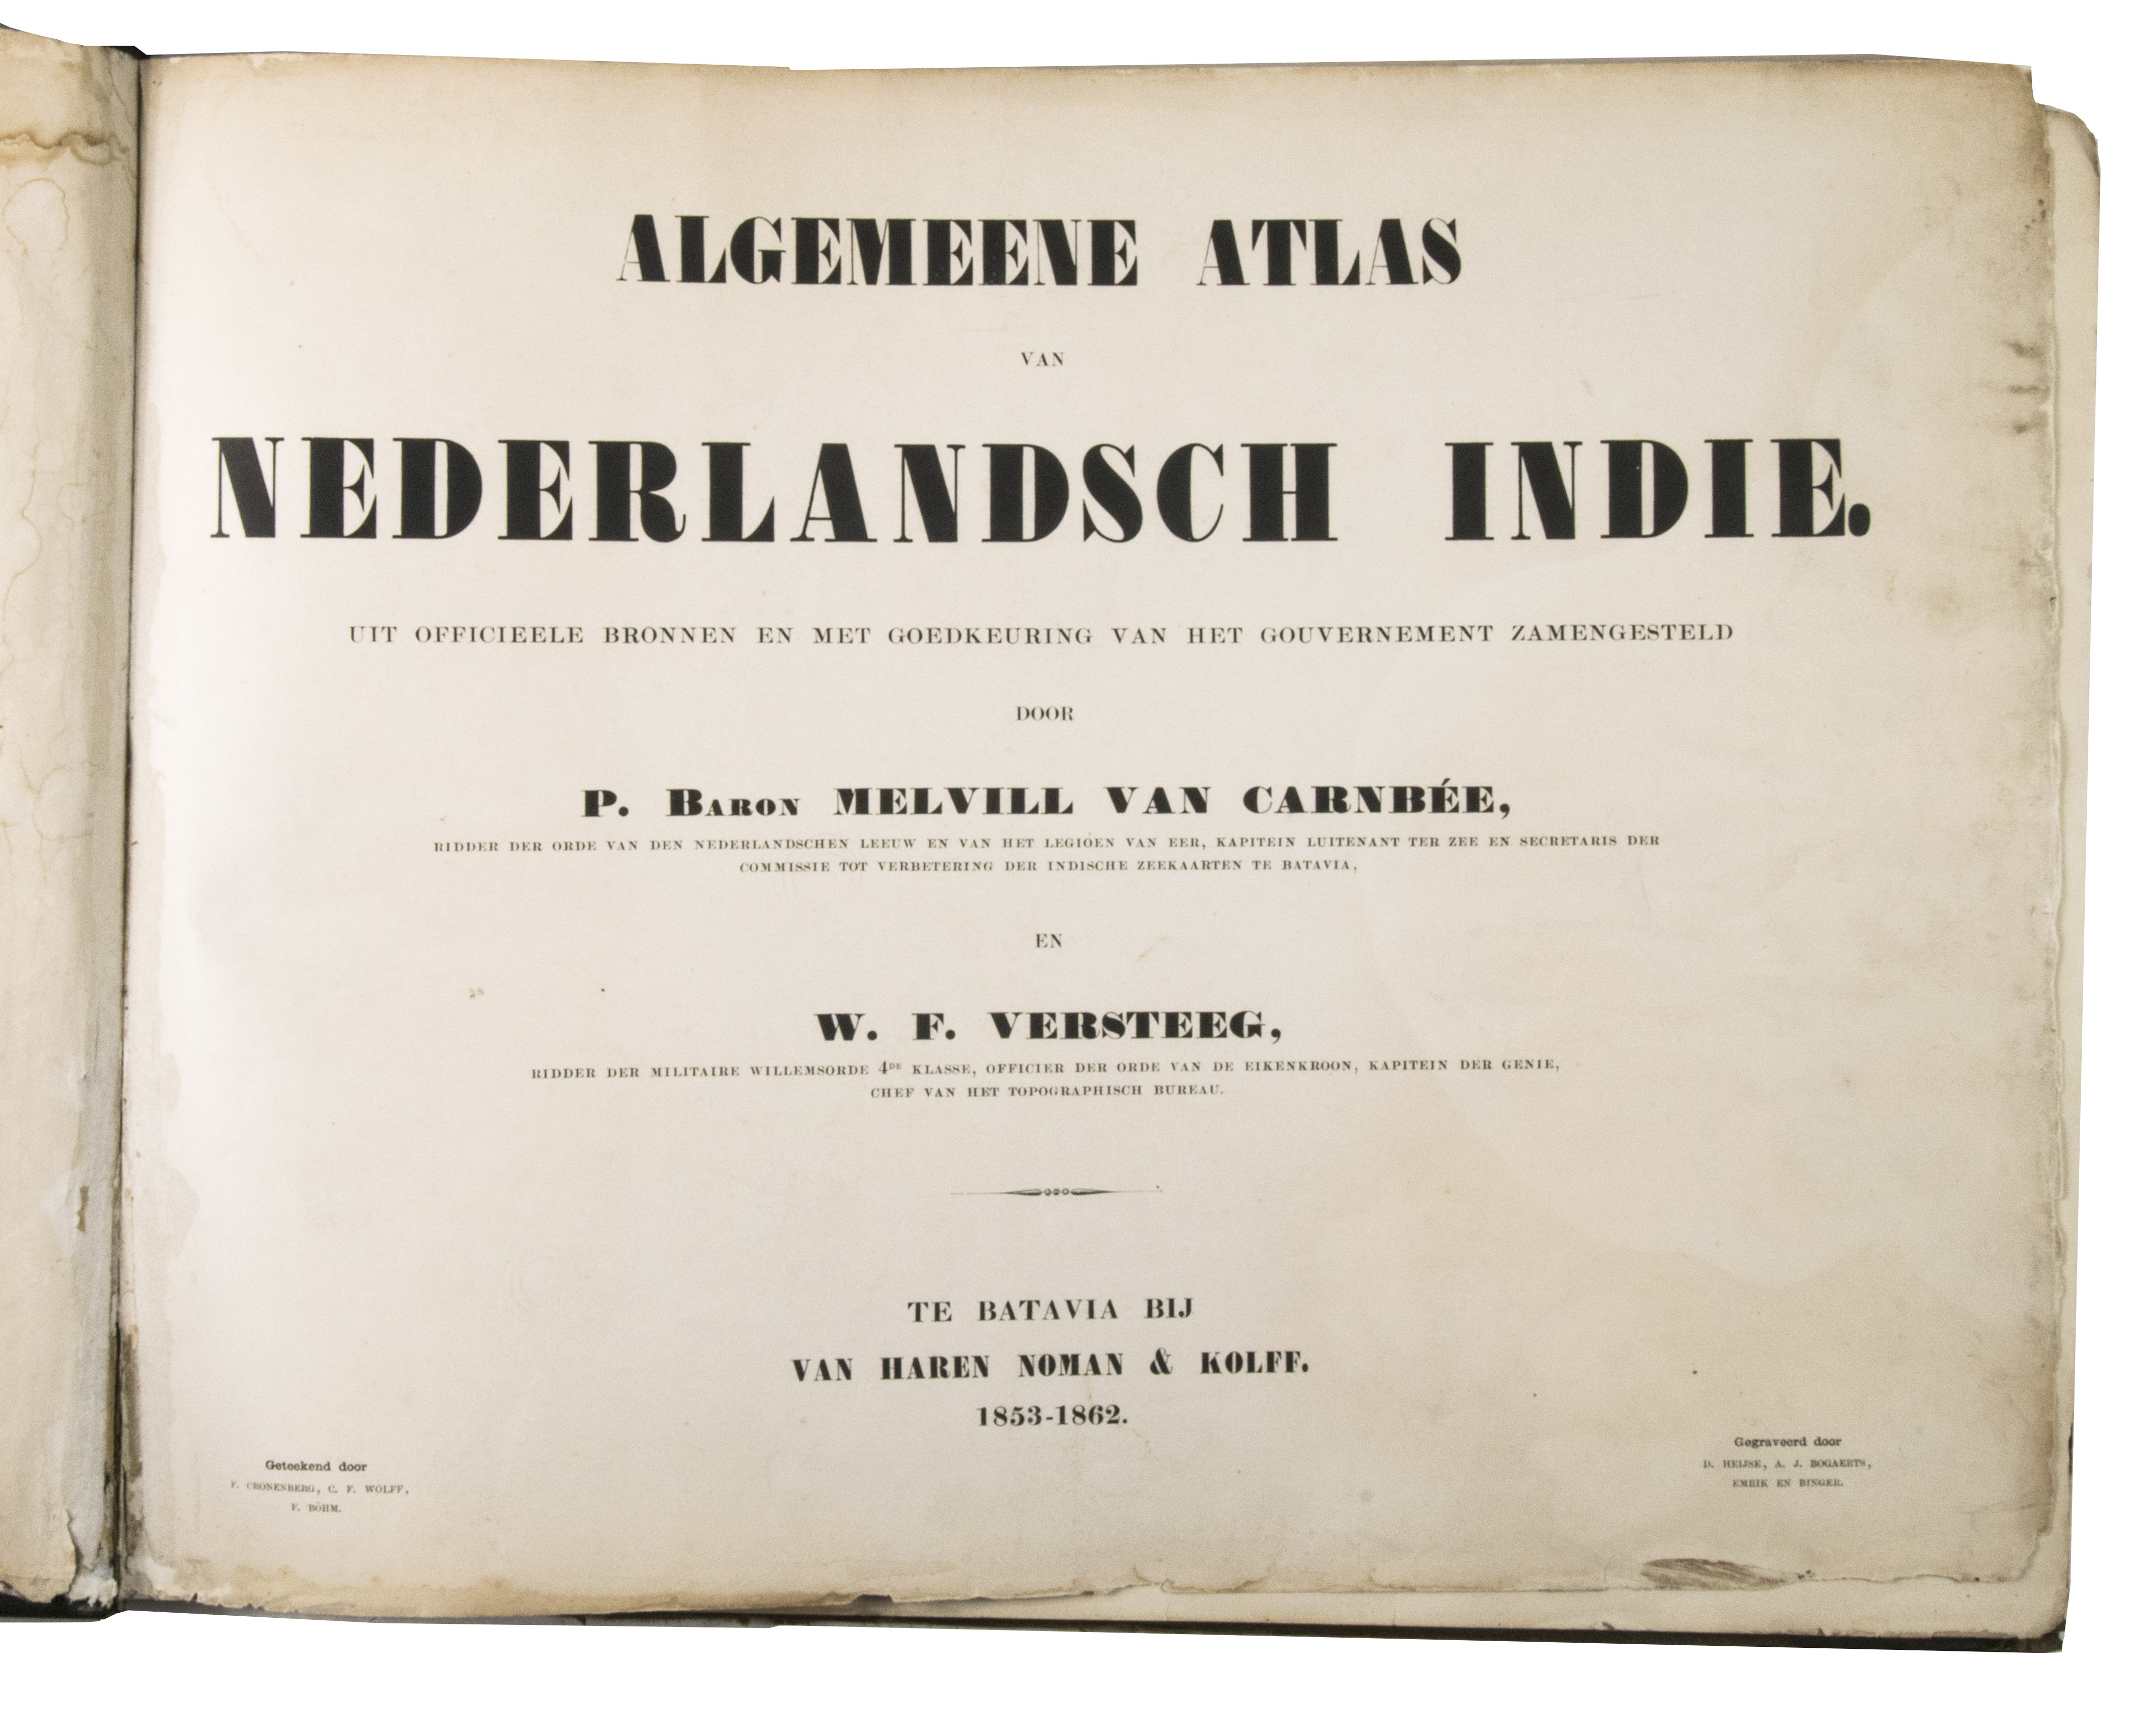 ALGEMEENE ATLAS
VAN
NEDERLANDSCH INDIE.
UIT OFFICIEELE BRONNEN EN MET GOEDKEURING VAN HET GOUVERNEMENT ZAMENGESTELD
DOOR
P. BARON MELVILL VAN CARNBÉE,
RIDDER DER ORDE VAN DEN NEDERLANDSCHEN LEEUW EN VAN HET LEGIOEN VAN EER, KAPITEIN LUITENANT TER ZEE EN SECRETARIS DER
COMMISSIE TOT VERBETERING DER INDISCHE ZEEKAARTEN TE BATAVIA,
EN
W. F. VERSTEEG,
RIDDER DER MILITAIRE WILLEMSORDE 4DE KLASSE, OFFICIER DER ORDE VAN DE EIKENKROON, KAPITEIN DER GENIE,
CHEF VAN HET TOPOGRAPHISCH BUREAU.
TE BATAVIA BIJ
VAN HAREN NOMAN & KOLFF.
1853-1862.
Geteekend door
F. CRONENBERG, C. F. WOLFF,
F. BÖHM.
Gegraveerd door
D. HEIJSE, A. J. BOGAERTS,
EMRIK EN BINGER.